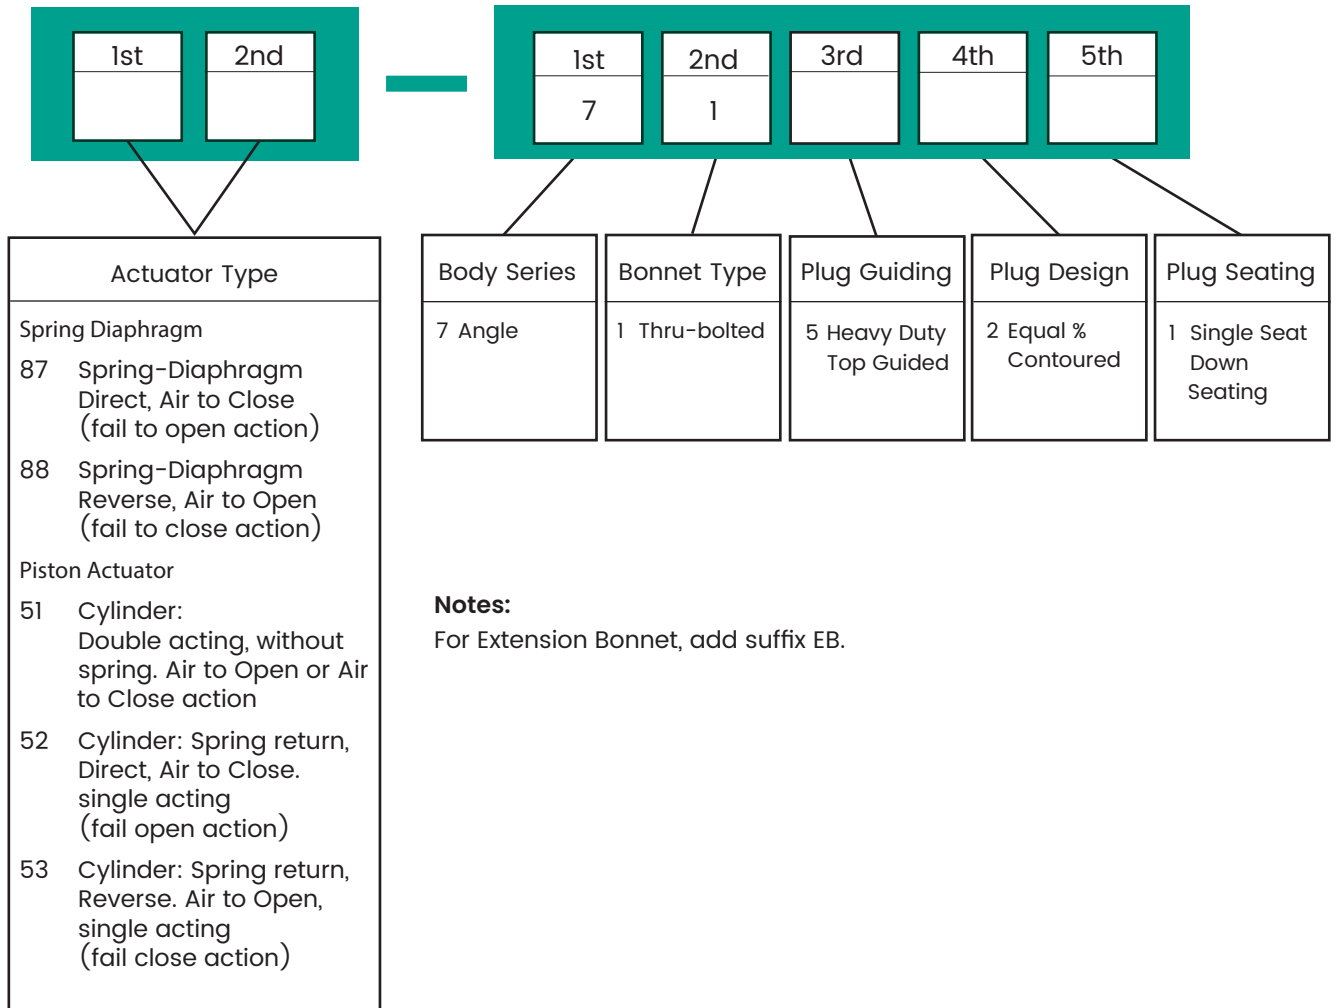 1st
2nd
1st
2nd
3rd
4th
5th
7
1
Actuator Type
Spring Diaphragm
87 Spring-Diaphragm
Direct, Air to Close
(fail to open action)
88 Spring-Diaphragm
Reverse, Air to Open
(fail to close action)
Piston Actuator
51 Cylinder:
Double acting, without
spring. Air to Open or Air
to Close action
52 Cylinder: Spring return,
Direct, Air to Close.
single acting
(fail open action)
53 Cylinder: Spring return,
Reverse. Air to Open,
single acting
(fail close action)
Body Series
7 Angle
Bonnet Type
1 Thru-bolted
Plug Guiding
5 Heavy Duty
Top Guided
Plug Design
2 Equal %
Contoured
Plug Seating
1 Single Seat
Down
Seating
Notes:
For Extension Bonnet, add suffix EB.